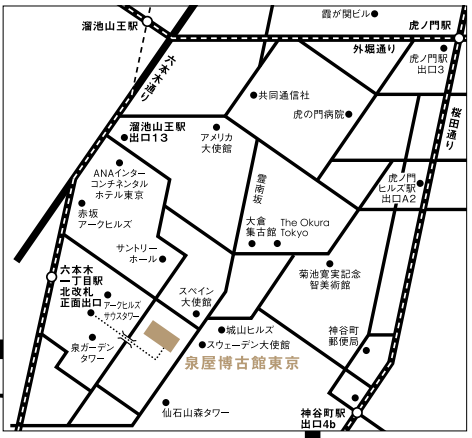 霞が関ビル
溜池山王駅
虎ノ門駅
外堀通り
虎ノ門駅
出口3
六本木通り
共同通信社
虎の門病院
桜田通り
溜池山王駅
出口13
アメリカ
大使館
ANAインター
コンチネンタル
ホテル東京
霊南坂
虎ノ門
ヒルズ駅
出口A2
赤坂
アークヒルズ
大倉
集古館
The Okura
Tokyo
サントリー
ホール
六本木
一丁目駅
北改札
正面出口
アークヒルズ
サウスタワー
スペイン
大使館
菊池寛実記念
智美術館
城山ヒルズ
神谷町
郵便局
泉ガーデン
タワー
スウェーデン大使館
泉屋博古館東京
仙石山森タワー
神谷町駅
出口4b